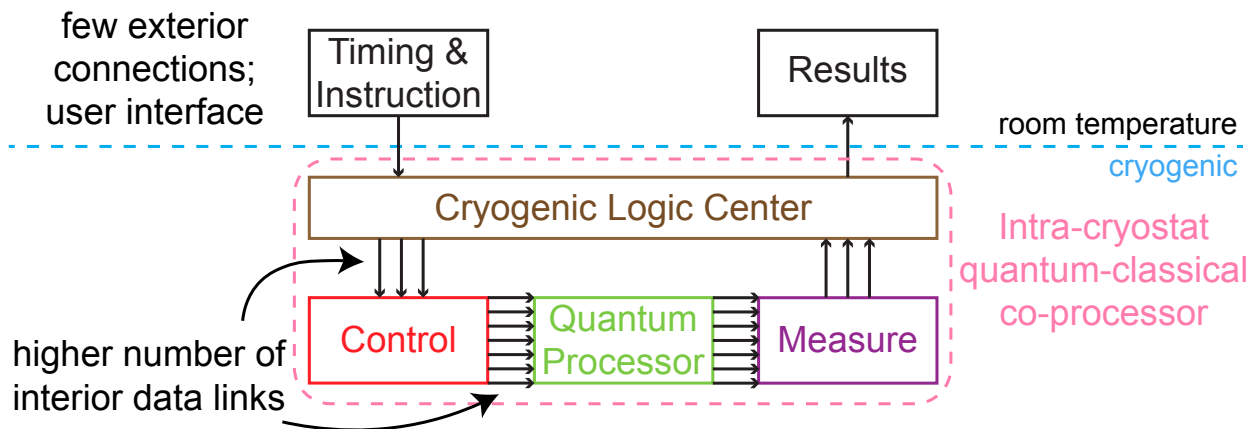 few exterior
connections;
user interface
Timing &
Instruction
Results
room temperature
cryogenic
Cryogenic Logic Center
Intra-cryostat
quantum-classical
co-processor
Control
Quantum
Processor
Measure
higher number of
interior data links